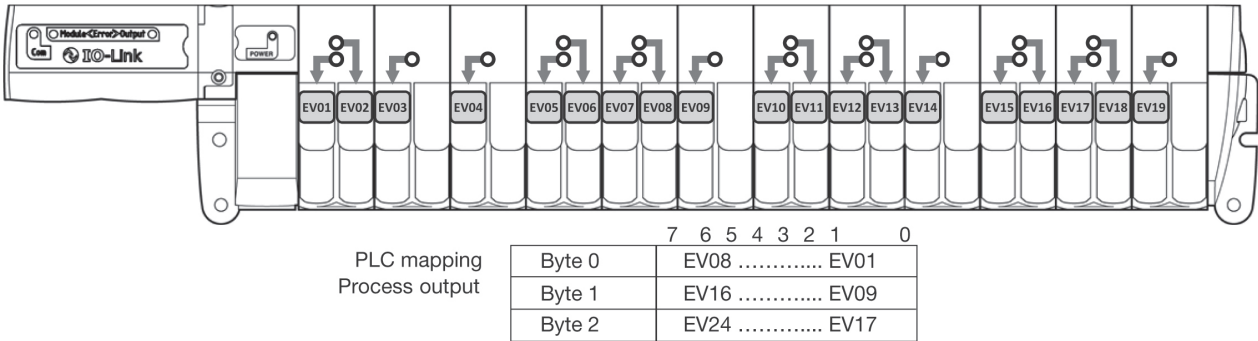 Module<Error>Output
Com
IO-Link
POWER
EV01 EV02 EV03 EV04 EV05 EV06 EV07 EV08 EV09 EV10 EV11 EV12 EV13 EV14 EV15 EV16 EV17 EV18 EV19
7 6 5 4 3 2 1 0
PLC mapping
Process output
Byte 0 EV08 ............... EV01
Byte 1 EV16 ............... EV09
Byte 2 EV24 ............... EV17